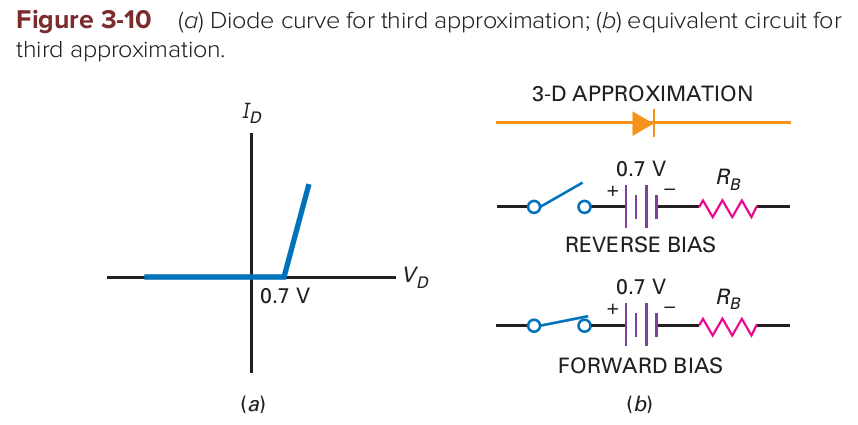 Figure 3-10 (a) Diode curve for third approximation; (b) equivalent circuit for
third approximation.
I_D
V_D
0.7 V
(a)
3-D APPROXIMATION
0.7 V
+ −
R_B
REVERSE BIAS
0.7 V
+ −
R_B
FORWARD BIAS
(b)